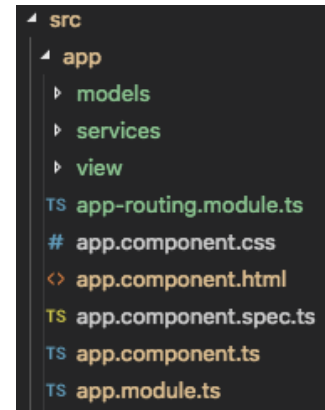 src
app
models
services
view
TS app-routing.module.ts
# app.component.css
<> app.component.html
TS app.component.spec.ts
TS app.component.ts
TS app.module.ts